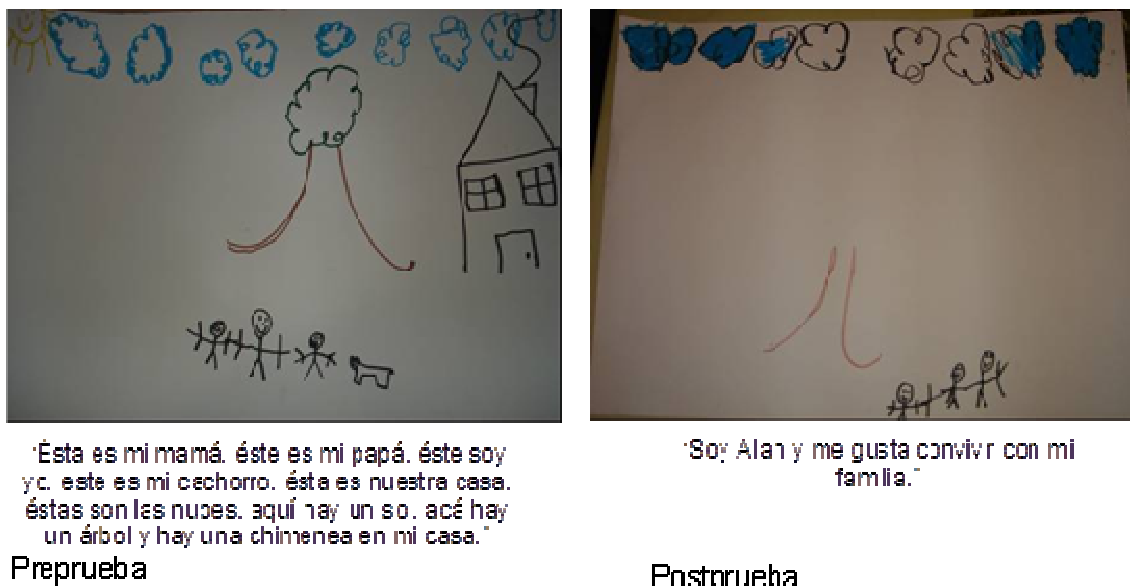 "Ésta es mi mamá, éste es mi papá, éste soy
yo, este es mi cachorro, ésta es nuestra casa,
éstas son las nubes, aquí hay un sol, acá hay
un árbol y hay una chimenea en mi casa."
Preprueba
"Soy Alan y me gusta convivir con mi
familia."
Postprueba